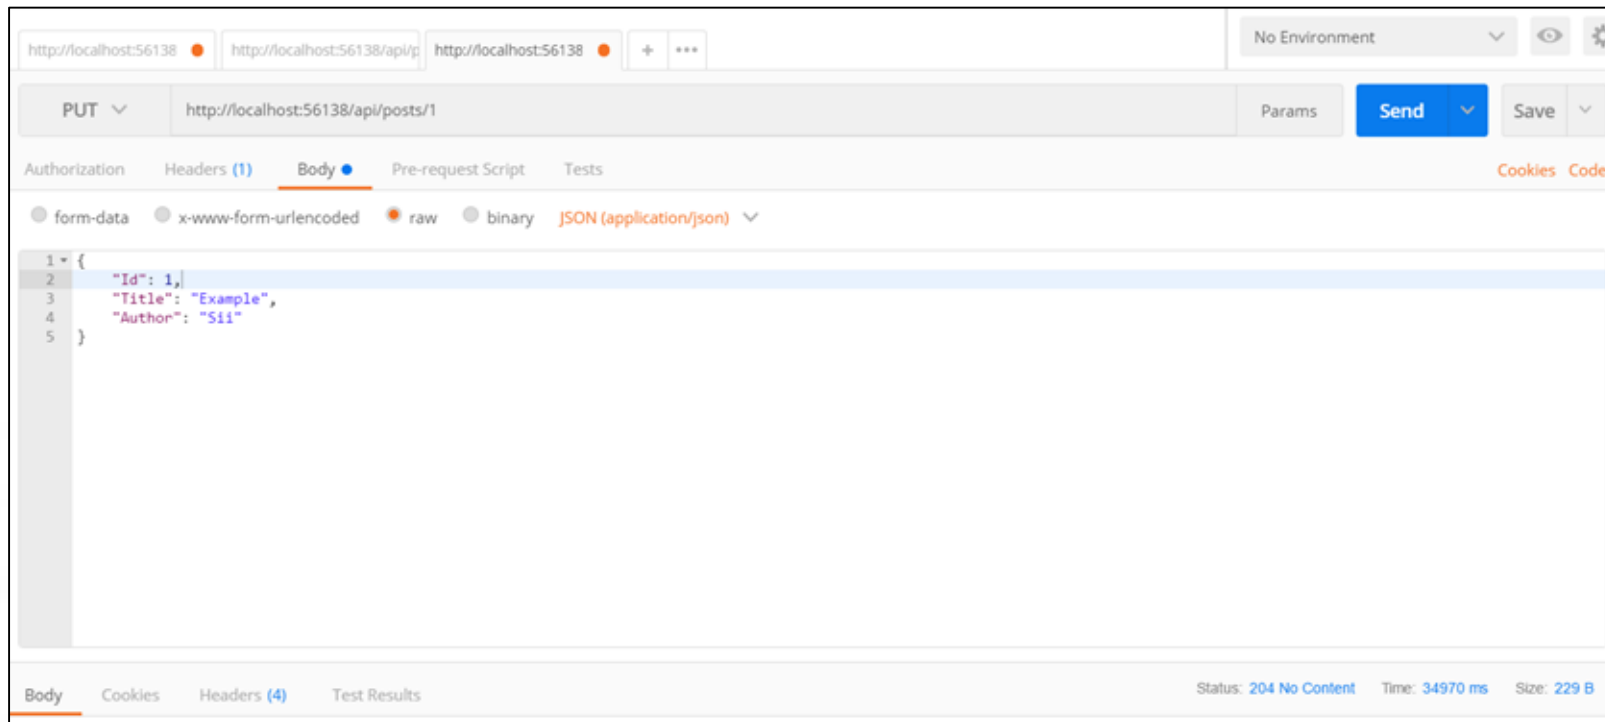 http://localhost:56138 http://localhost:56138/api/p http://localhost:56138 + ••• No Environment
PUT http://localhost:56138/api/posts/1 Params Send Save
Authorization Headers (1) Body Pre-request Script Tests Cookies Code
form-data x-www-form-urlencoded raw binary JSON (application/json)
1 {
2 "Id": 1,
3 "Title": "Example",
4 "Author": "Sii"
5 }
Body Cookies Headers (4) Test Results Status: 204 No Content Time: 34970 ms Size: 229 B